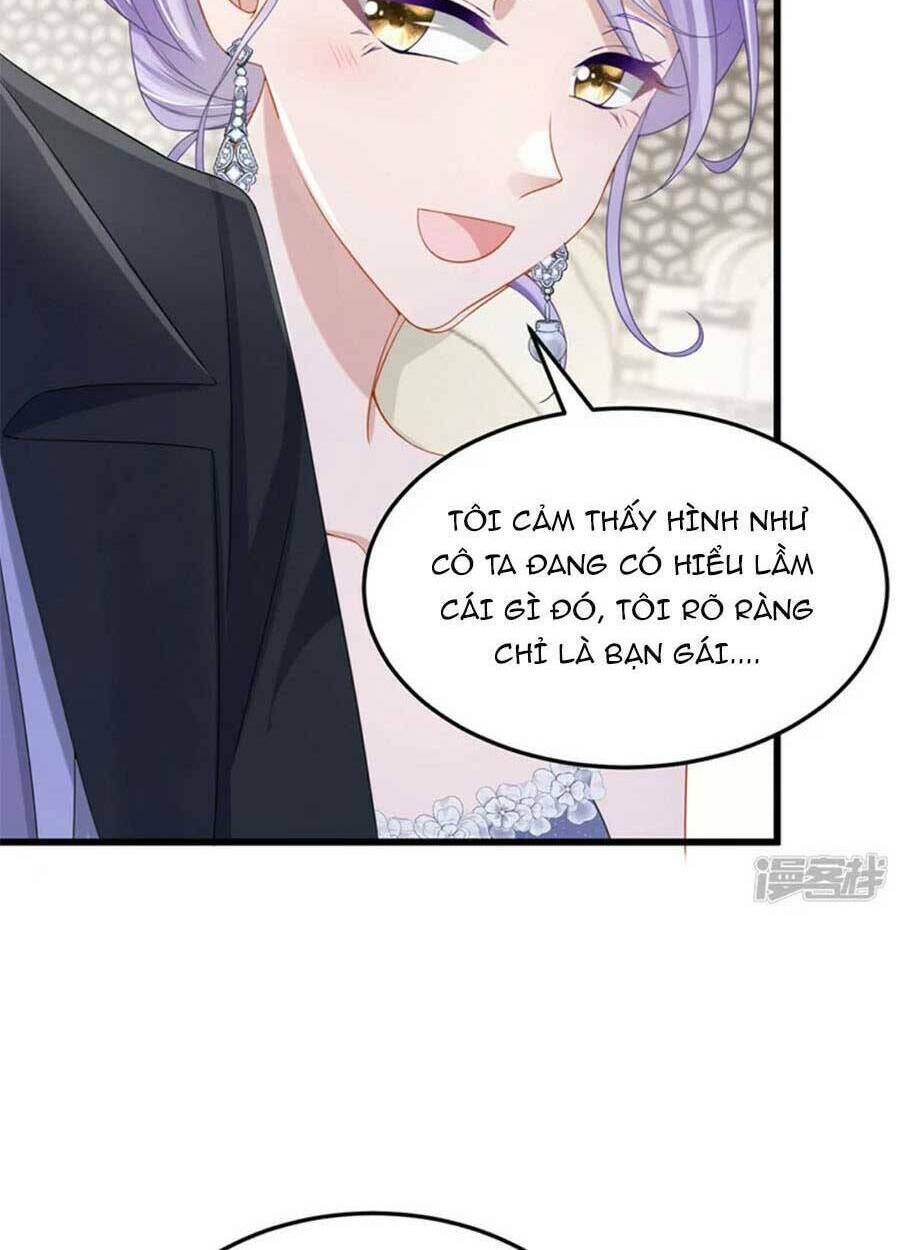 TÔI CẢM THẤY HÌNH NHƯ
CÔ TA ĐANG CÓ HIỂU LẦM
CÁI GÌ ĐÓ, TÔI RÕ RÀNG
CHỈ LÀ BẠN GÁI....
漫客栈